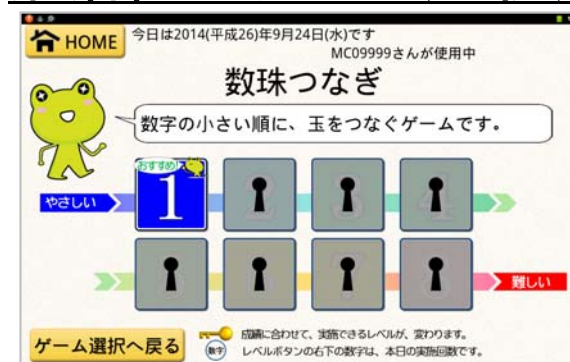 HOME
今日は2014(平成26)年9月24日(水)です
MC09999さんが使用中
数珠つなぎ
数字の小さい順に、玉をつなぐゲームです。
おすすめ!
やさしい
1
2
3
4
難しい
ゲーム選択へ戻る
成績に合わせて、実施できるレベルが、変わります。
数字
レベルボタンの右下の数字は、本日の実施回数です。